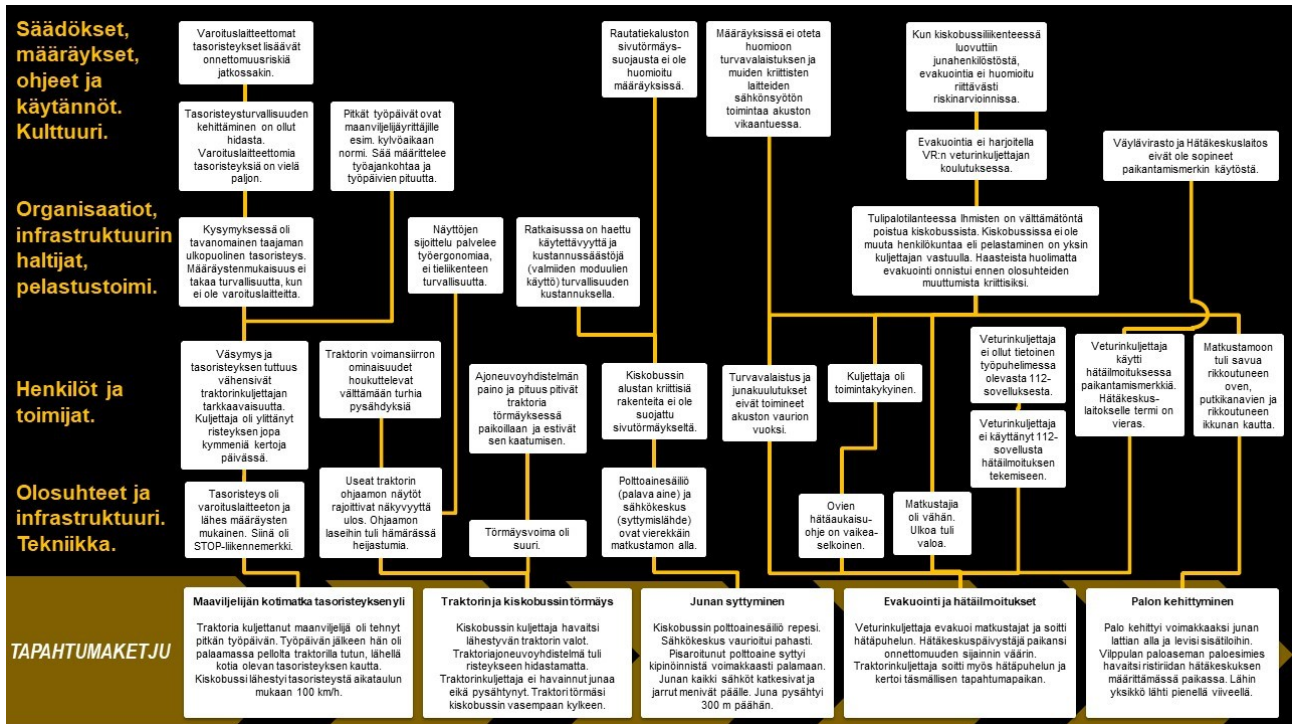 Säädökset,
määräykset,
ohjeet ja
käytännöt.
Kulttuuri.
Varoituslaitteettomat
tasoristeykset lisäävät
onnettomuusriskiä
jatkossakin.
Rautatiekaluston
sivutörmäys-
suojausta ei ole
huomioitu
määräyksissä.
Määräyksissä ei oteta
huomioon
turvavalaistuksen ja
muiden kriittisten
laitteiden
sähkönsyötön
toimintaa akuston
vikaantuessa.
Kun kiskobussiliikenteessä
luovuttiin
junahenkilöstöstä,
evakuointia ei huomioitu
riittävästi
riskinarvioinnissa.
Tasoristeysturvallisuuden
kehittäminen on ollut
hidasta.
Varoituslaitteettomia
tasoristeyksiä on vielä
paljon.
Pitkät työpäivät ovat
maanviljelijäyrittäjille
esim. kylvöaikaan
normi. Sää määrittelee
työajankohtaa ja
työpäivien pituutta.
Evakuointia ei harjoitella
VR:n veturinkuljettajan
koulutuksessa.
Väylävirasto ja Hätäkeskuslaitos
eivät ole sopineet
paikantamismerkin käytöstä.
Organisaatiot,
infrastruktuurin
haltijat,
pelastustoimi.
Kysymyksessä oli
tavanomainen taajaman
ulkopuolinen tasoristeys.
Määräystenmukaisuus ei
takaa turvallisuutta, kun
ei ole varoituslaitteitta.
Näyttöjen
sijoittelu palvelee
työergonomiaa,
ei tieliikenteen
turvallisuutta.
Ratkaisussa on haettu
käytettävyyttä ja
kustannussäästöjä
(valmiiden moduulien
käyttö) turvallisuuden
kustannuksella.
Tulipalotilanteessa Ihmisten on välttämätöntä
poistua kiskobussista. Kiskobussissa ei ole
muuta henkilökuntaa eli pelastaminen on yksin
kuljettajan vastuulla. Haasteista huolimatta
evakuointi onnistui ennen olosuhteiden
muuttumista kriittisiksi.
Henkilöt ja
toimijat.
Väsymys ja
tasoristeyksen tuttuus
vähensivät
traktorinkuljettajan
tarkkaavaisuutta.
Kuljettaja oli ylittänyt
risteyksen jopa
kymmeniä kertoja
päivässä.
Traktorin voimansiirron
ominaisuudet
houkuttelevat
välttämään turhia
pysähdyksiä
Ajoneuvoyhdistelmän
paino ja pituus pitivät
traktoria
törmäyksessä
paikoillaan ja estivät
sen kaatumisen.
Kiskobussin
alustan kriittisiä
rakenteita ei ole
suojattu
sivutörmäykseltä.
Turvavalaistus ja
junakuulutukset
eivät toimineet
akuston vaurion
vuoksi.
Kuljettaja oli
toimintakykyinen.
Veturinkuljettaja
ei ollut tietoinen
työpuhelimessa
olevasta 112-
sovelluksesta.
Veturinkuljettaja
ei käyttänyt 112-
sovellusta
hätäilmoituksen
tekemiseen.
Veturinkuljettaja
käytti
hätäilmoituksessa
paikantamismerkkiä.
Hätäkeskus-
laitokselle termi on
vieras.
Matkustamoon
tuli savua
rikkoutuneen
oven,
putkikanavien ja
rikkoutuneen
ikkunan kautta.
Olosuhteet ja
infrastruktuuri.
Tekniikka.
Tasoristeys oli
varoituslaitteeton ja
lähes määräysten
mukainen. Siinä oli
STOP-liikennemerkki.
Useat traktorin
ohjaamon näytöt
rajoittivat näkyvyyttä
ulos. Ohjaamon
laseihin tuli hämärässä
heijastumia.
Törmäysvoima oli
suuri.
Polttoainesäiliö
(palava aine) ja
sähkökeskus
(syttymislähde)
ovat vierekkäin
matkustamon alla.
Ovien
hätäaukaisu-
ohje on vaikea-
selkoinen.
Matkustajia
oli vähän.
Ulkoa tuli
valoa.
TAPAHTUMAKETJU
Maaviljelijän kotimatka tasoristeyksen yli
Traktoria kuljettanut maanviljelijä oli tehnyt
pitkän työpäivän. Työpäivän jälkeen hän oli
palaamassa pellolta traktorilla tutun, lähellä
kotia olevan tasoristeyksen kautta.
Kiskobussi lähestyi tasoristeystä aikataulun
mukaan 100 km/h.
Traktorin ja kiskobussin törmäys
Kiskobussin kuljettaja havaitsi
lähestyvän traktorin valot.
Traktoriajoneuvoyhdistelmä tuli
risteykseen hidastamatta.
Traktorinkuljettaja ei havainnut junaa
eikä pysähtynyt. Traktori törmäsi
kiskobussin vasempaan kylkeen.
Junan syttyminen
Kiskobussin polttoainesäiliö repesi.
Sähkökeskus vaurioitui pahasti.
Pisaroitunut polttoaine syttyi
kipinöinnistä voimakkaasti palamaan.
Junan kaikki sähköt katkesivat ja
jarrut menivät päälle. Juna pysähtyi
300 m päähän.
Evakuointi ja hätäilmoitukset
Veturinkuljettaja evakuoi matkustajat ja soitti
hätäpuhelun. Hätäkeskuspäivystäjä paikansi
onnettomuuden sijainnin väärin.
Traktorinkuljettaja soitti myös hätäpuhelun ja
kertoi täsmällisen tapahtumapaikan.
Palon kehittyminen
Palo kehittyi voimakkaaksi junan
lattian alla ja levisi sisätiloihin.
Vilppulan paloaseman paloesimies
havaitsi ristiriidan hätäkeskuksen
määrittämässä paikassa. Lähin
yksikkö lähti pienellä viiveellä.